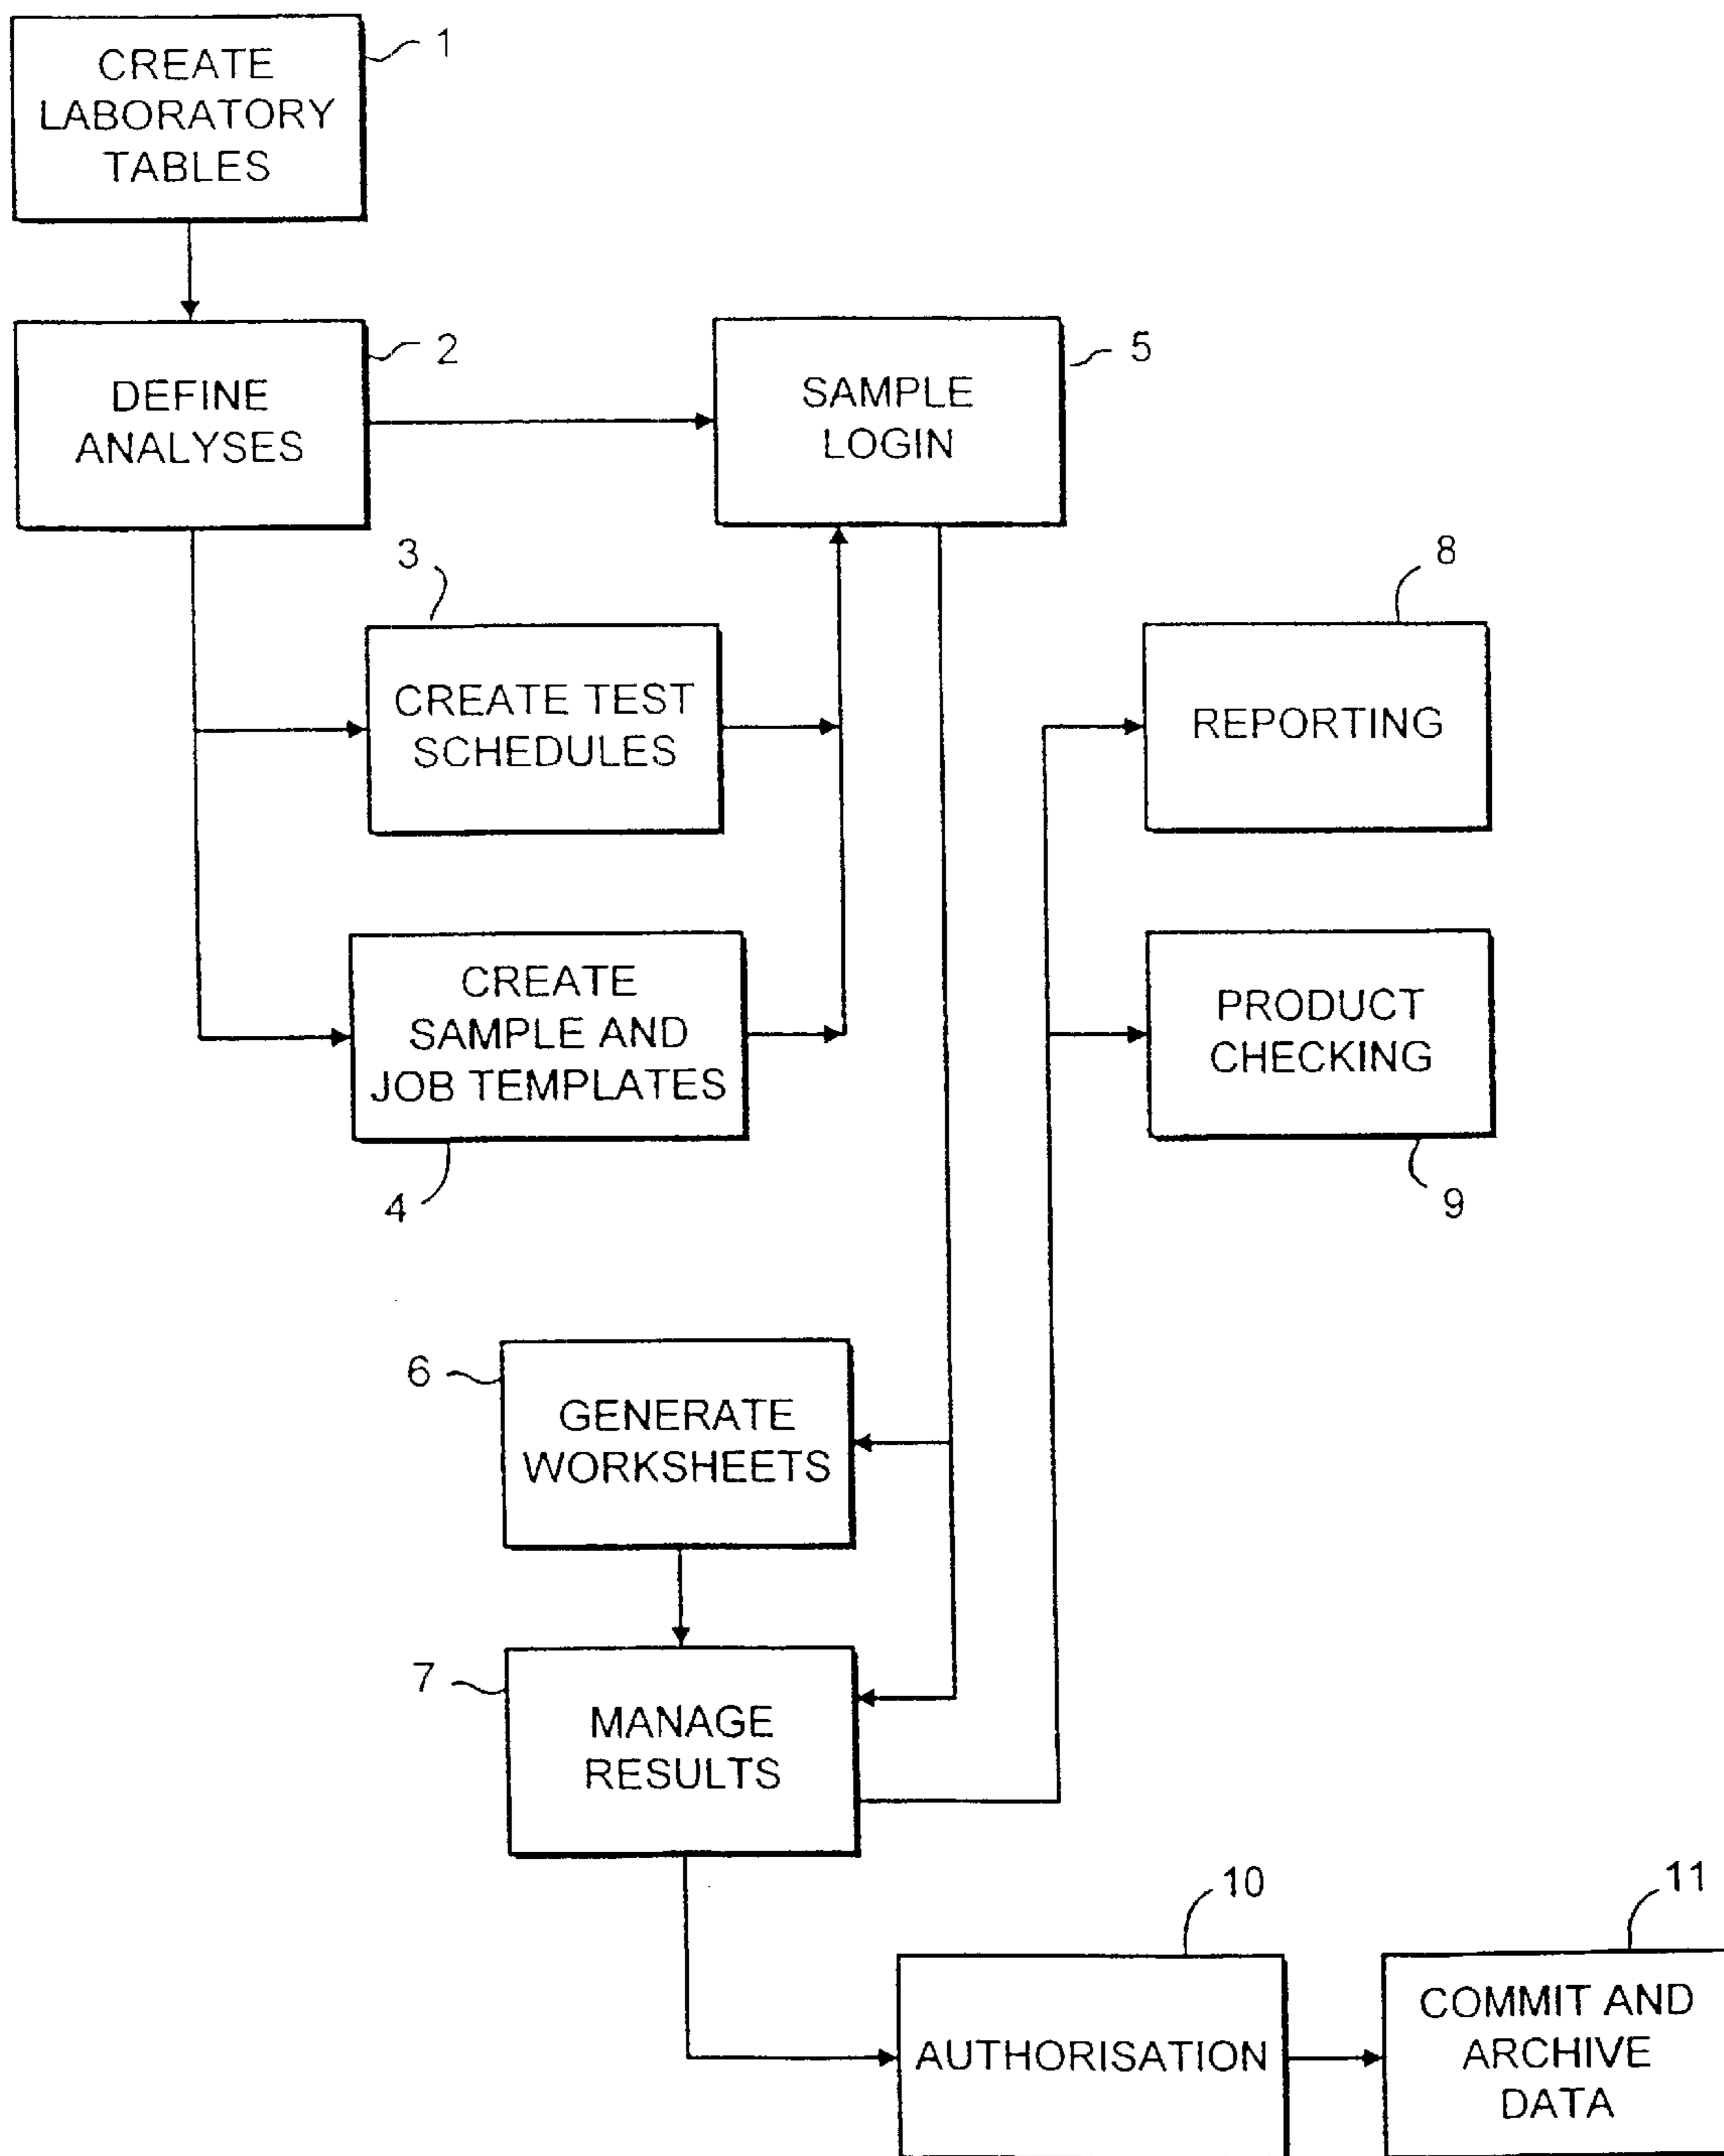 1
CREATE
LABORATORY
TABLES
2
DEFINE
ANALYSES
5
SAMPLE
LOGIN
3
CREATE TEST
SCHEDULES
8
REPORTING
CREATE
SAMPLE AND
JOB TEMPLATES
4
PRODUCT
CHECKING
9
6
GENERATE
WORKSHEETS
7
MANAGE
RESULTS
10
AUTHORISATION
11
COMMIT AND
ARCHIVE
DATA